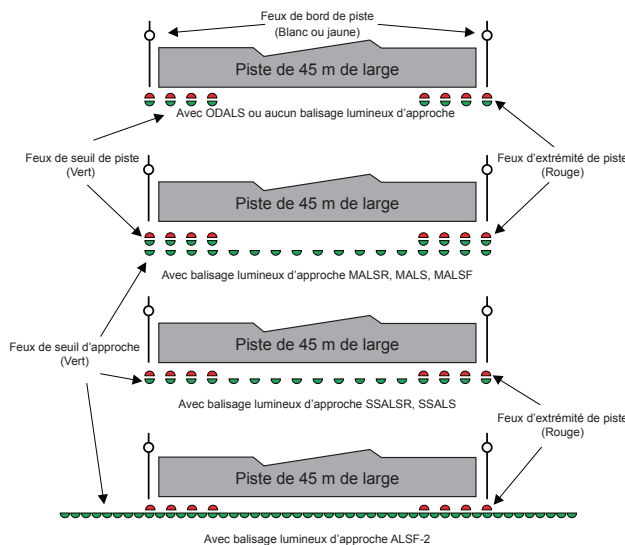 Feux de bord de piste
(Blanc ou jaune)
Piste de 45 m de large
Avec ODALS ou aucun balisage lumineux d'approche
Feux de seuil de piste
(Vert)
Feux d'extrémité de piste
(Rouge)
Piste de 45 m de large
Avec balisage lumineux d'approche MALSR, MALS, MALSF
Feux de seuil d'approche
(Vert)
Piste de 45 m de large
Avec balisage lumineux d'approche SSALSR, SSALS
Feux d'extrémité de piste
(Rouge)
Piste de 45 m de large
Avec balisage lumineux d'approche ALSF-2